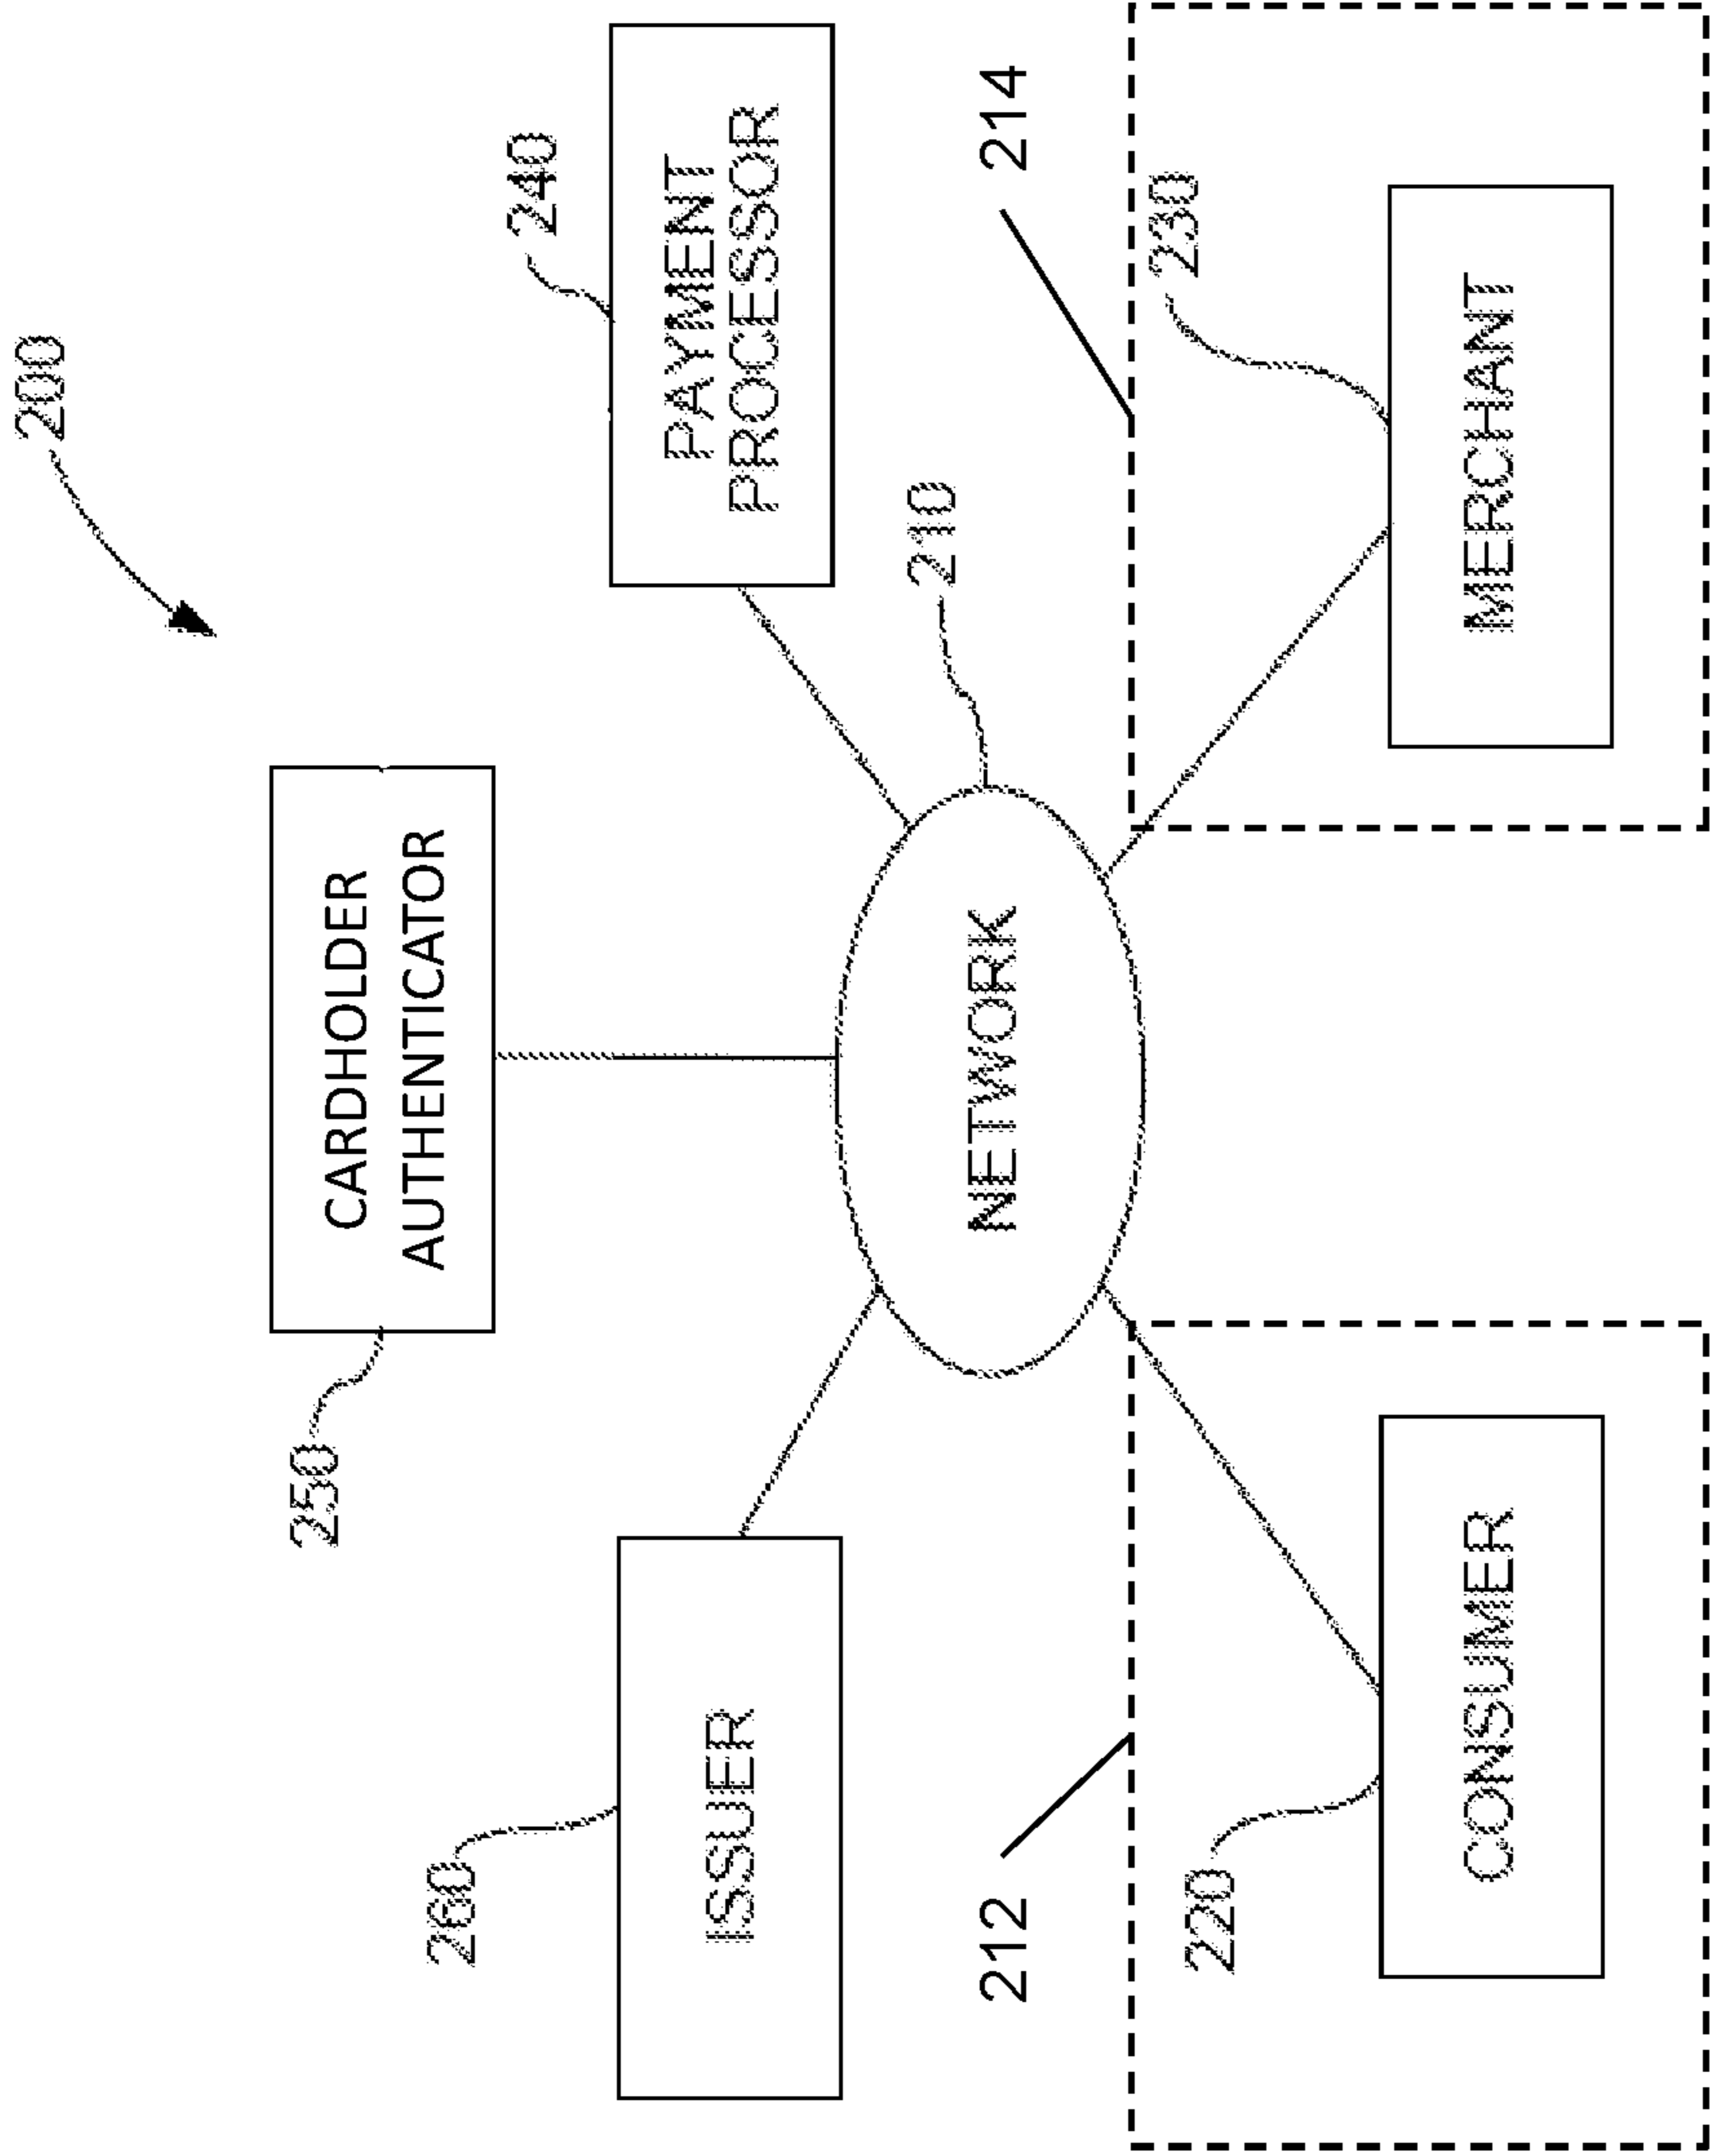 200
CARDHOLDER
AUTHENTICATOR
250
260
ISSUER
240
PAYMENT
PROCESSOR
210
NETWORK
212
214
220
CONSUMER
230
MERCHANT